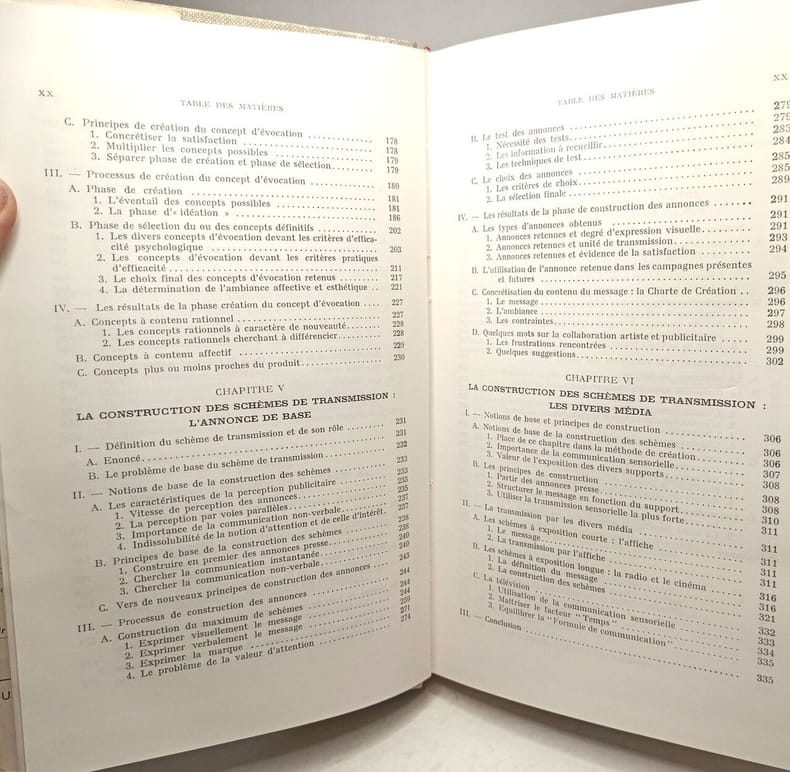 XX
TABLE DES MATIÈRES
C. Principes de création du concept d'évocation 178
1. Concrétiser la satisfaction 178
2. Multiplier les concepts possibles 179
3. Séparer phase de création et phase de sélection 179
III. — Processus de création du concept d'évocation 180
A. Phase de création 181
1. L'éventail des concepts possibles 181
2. La phase d'« idéation » 186
B. Phase de sélection du ou des concepts définitifs 202
1. Les divers concepts d'évocation devant les critères d'effica-
cité psychologique 203
2. Les concepts d'évocation devant les critères pratiques
d'efficacité 211
3. Le choix final des concepts d'évocation retenus 217
4. La détermination de l'ambiance affective et esthétique 221
IV. — Les résultats de la phase création du concept d'évocation 227
A. Concepts à contenu rationnel 227
1. Les concepts rationnels à caractère de nouveauté 228
2. Les concepts rationnels cherchant à différencier 228
B. Concepts à contenu affectif 229
C. Concepts plus ou moins proches du produit 230
CHAPITRE V
LA CONSTRUCTION DES SCHÈMES DE TRANSMISSION :
L'ANNONCE DE BASE
I. — Définition du schème de transmission et de son rôle 231
A. Enoncé 231
B. Le problème de base du schème de transmission 232
II. — Notions de base de la construction des schèmes 233
A. Les caractéristiques de la perception publicitaire 233
1. Vitesse de perception des annonces 235
2. La perception par voies parallèles 237
3. Importance de la communication non-verbale 237
4. Indissolubilité de la notion d'attention et de celle d'intérêt. 238
B. Principes de base de la construction des schèmes 238
1. Construire en premier des annonces presse 240
2. Chercher la communication instantanée 240
3. Chercher la communication non-verbale 243
C. Vers de nouveaux principes de construction des annonces 244
III. — Processus de construction des annonces 244
A. Construction du maximum de schèmes 244
1. Exprimer visuellement le message 259
2. Exprimer verbalement le message 271
3. Exprimer la marque 274
4. Le problème de la valeur d'attention
XX
TABLE DES MATIÈRES
B. Le test des annonces 279
1. Nécessité des tests 279
2. Les information à recueillir 283
3. Les techniques de test 284
C. Le choix des annonces 285
1. Les critères de choix 285
2. La sélection finale 289
IV. — Les résultats de la phase de construction des annonces 291
A. Les types d'annonces obtenus 291
1. Annonces retenues et degré d'expression visuelle 291
2. Annonces retenues et unité de transmission 293
3. Annonces retenues et évidence de la satisfaction 294
B. L'utilisation de l'annonce retenue dans les campagnes présentes
et futures 295
C. Concrétisation du contenu du message : la Charte de Création 296
1. Le message 296
2. L'ambiance 297
3. Les contraintes 298
D. Quelques mots sur la collaboration artiste et publicitaire 299
1. Les frustrations rencontrées 299
2. Quelques suggestions 302
CHAPITRE VI
LA CONSTRUCTION DES SCHÈMES DE TRANSMISSION :
LES DIVERS MÉDIA
I. — Notions de base et principes de construction 306
A. Notions de base de la construction des schèmes 306
1. Place de ce chapitre dans la méthode de création 306
2. Importance de la communication sensorielle 307
3. Valeur de l'exposition des divers supports 308
B. Les principes de construction 308
1. Partir des annonces presse 308
2. Structurer le message en fonction du support 310
3. Utiliser la transmission sensorielle la plus forte 311
II. — La transmission par les divers média 311
A. Les schèmes à exposition courte : l'affiche 311
1. Le message 311
2. La transmission par l'affiche 311
B. Les schèmes à exposition longue : la radio et le cinéma 316
1. La définition du message 316
2. La construction des schèmes 321
C. La télévision 332
1. Utilisation de la communication sensorielle 333
2. Maîtriser le facteur "Temps" 334
3. Equilibrer la "Formule de communication" 335
III. — Conclusion 335